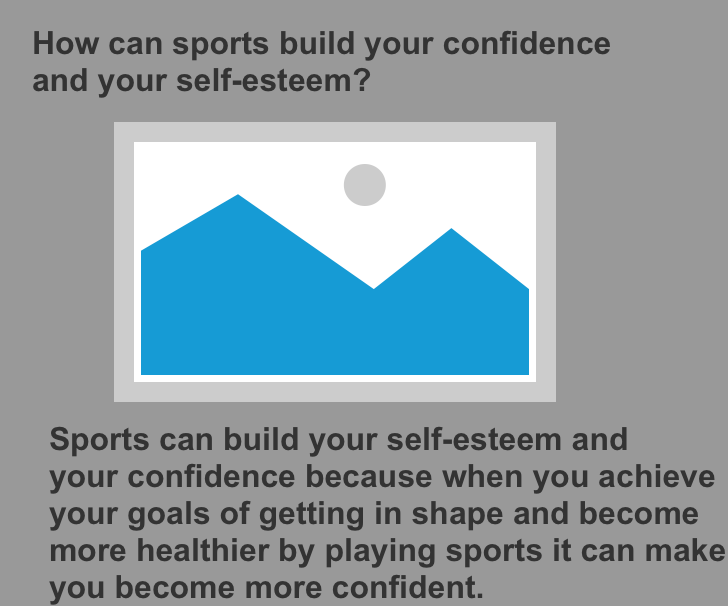 How can sports build your confidence
and your self-esteem?
Sports can build your self-esteem and
your confidence because when you achieve
your goals of getting in shape and become
more healthier by playing sports it can make
you become more confident.